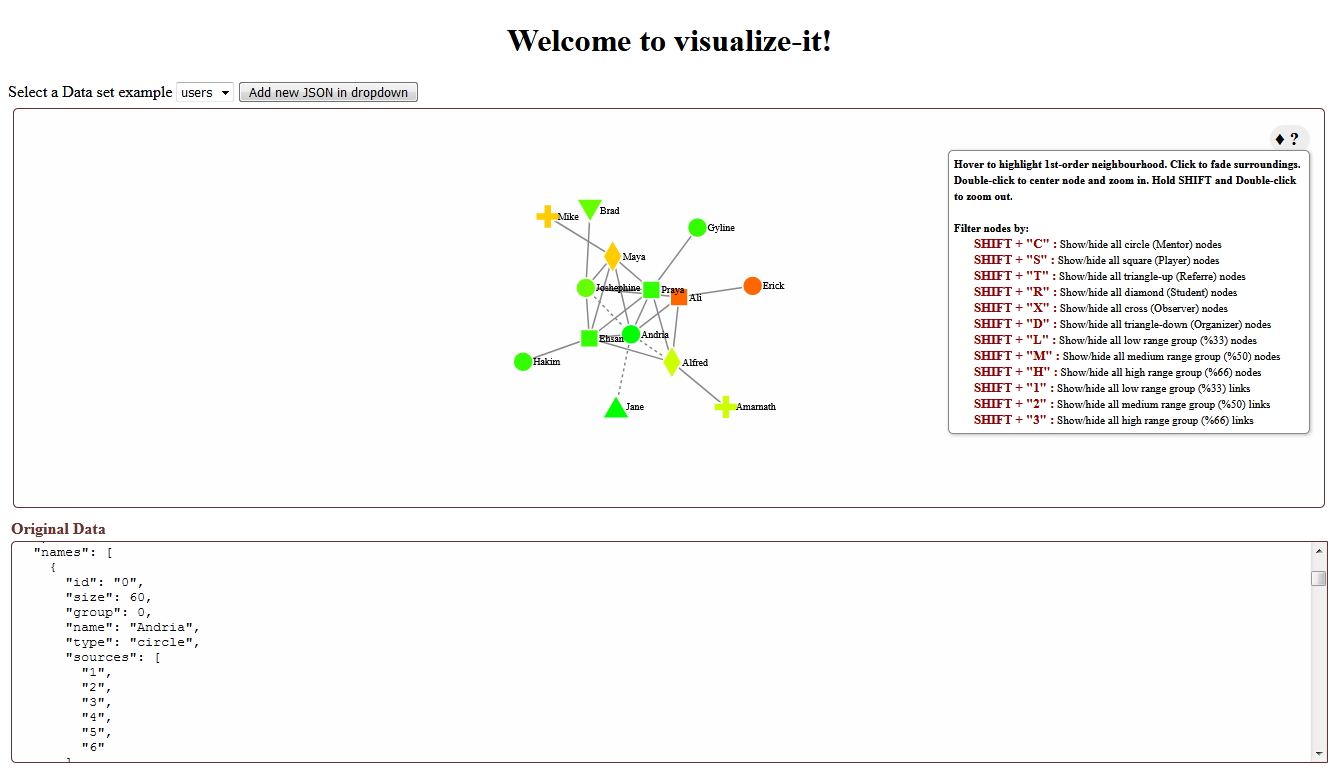 Welcome to visualize-it!
Select a Data set example users Add new JSON in dropdown
♦ ?
Hover to highlight 1st-order neighbourhood. Click to fade surroundings.
Double-click to center node and zoom in. Hold SHIFT and Double-click
to zoom out.
Filter nodes by:
SHIFT + "C" : Show/hide all circle (Mentor) nodes
SHIFT + "S" : Show/hide all square (Player) nodes
SHIFT + "T" : Show/hide all triangle-up (Referre) nodes
SHIFT + "R" : Show/hide all diamond (Student) nodes
SHIFT + "X" : Show/hide all cross (Observer) nodes
SHIFT + "D" : Show/hide all triangle-down (Organizer) nodes
SHIFT + "L" : Show/hide all low range group (%33) nodes
SHIFT + "M" : Show/hide all medium range group (%50) nodes
SHIFT + "H" : Show/hide all high range group (%66) nodes
SHIFT + "1" : Show/hide all low range group (%33) links
SHIFT + "2" : Show/hide all medium range group (%50) links
SHIFT + "3" : Show/hide all high range group (%66) links
Brad
Mike
Gyline
Maya
Erick
Joshephine
Praya
Ali
Andria
Ehsan
Hakim
Alfred
Jane
Amarnath
Original Data
"names": [
{
"id": "0",
"size": 60,
"group": 0,
"name": "Andria",
"type": "circle",
"sources": [
"1",
"2",
"3",
"4",
"5",
"6"
]